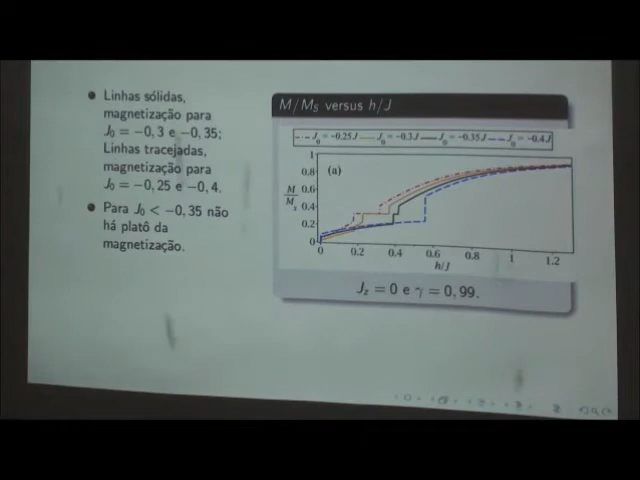 Linhas sólidas,
magnetização para
J₀ = −0, 3 e −0, 35;
Linhas tracejadas,
magnetização para
J₀ = −0, 25 e −0, 4.
Para J₀ < −0, 35 não
há platô da
magnetização.
M/M_S versus h/J
J₀ = −0.25J J₀ = −0.3J J₀ = −0.35J J₀ = −0.4J
(a)
1
0.8
0.6
0.4
0.2
0
M/M_s
0 0.2 0.4 0.6 0.8 1 1.2
h/J
J_z = 0 e γ = 0, 99.